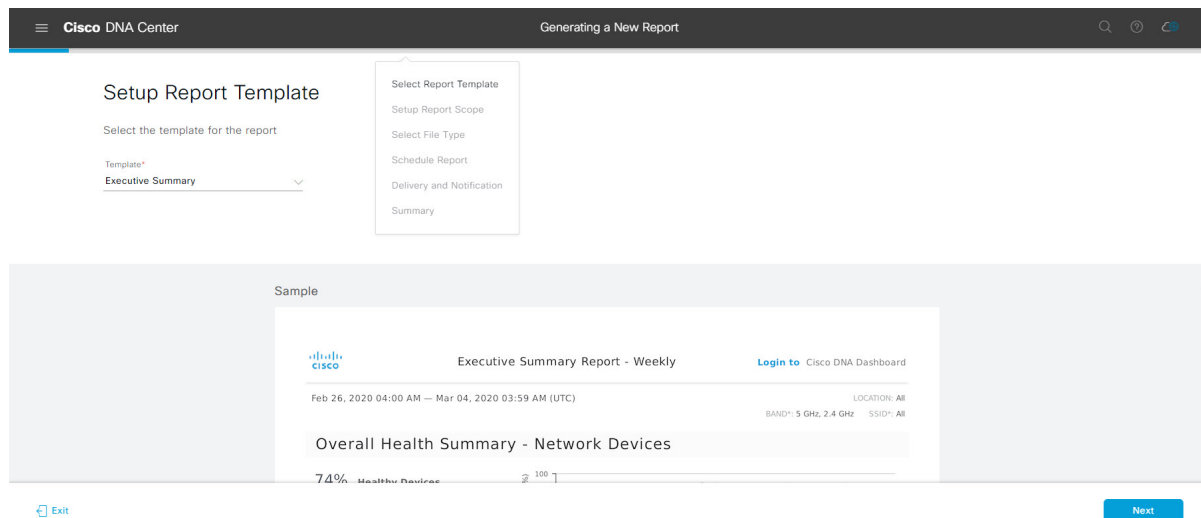 Cisco DNA Center
Generating a New Report
Setup Report Template
Select the template for the report
Template*
Executive Summary
Select Report Template
Setup Report Scope
Select File Type
Schedule Report
Delivery and Notification
Summary
Sample
CISCO
Executive Summary Report - Weekly
Login to Cisco DNA Dashboard
Feb 26, 2020 04:00 AM — Mar 04, 2020 03:59 AM (UTC)
LOCATION: All
BAND*: 5 GHz, 2.4 GHz SSID*: All
Overall Health Summary - Network Devices
74% Healthy Devices
100
Exit
Next